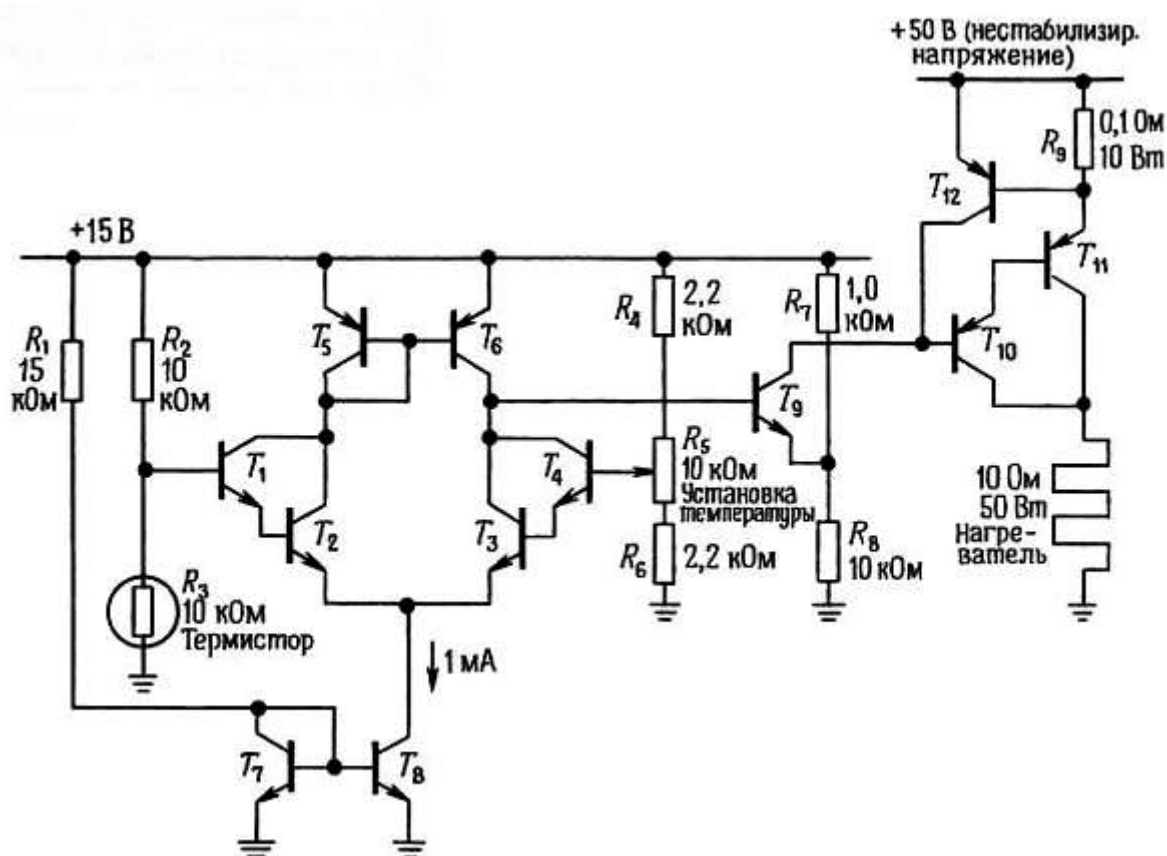 +50 В (нестабилизир.
напряжение)
R₉
0,1 Ом
10 Вт
T₁₂
T₁₁
T₁₀
+15 В
R₁
15
кОм
R₂
10
кОм
T₅
T₆
R₄
2,2
кОм
R₇
1,0
кОм
T₁
T₂
T₃
T₄
R₅
10 кОм
Установка
температуры
T₉
R₃
10 кОм
Термистор
R₆
2,2 кОм
R₈
10 кОм
10 Ом
50 Вт
Нагре-
ватель
1 мА
T₇
T₈